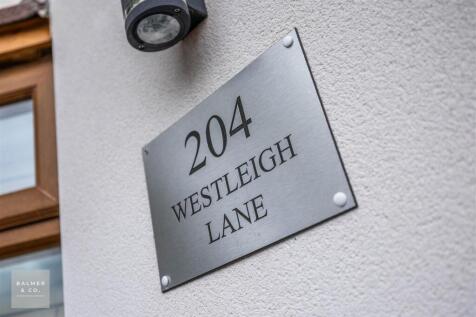 204
WESTLEIGH
LANE
BALMER
& CO.